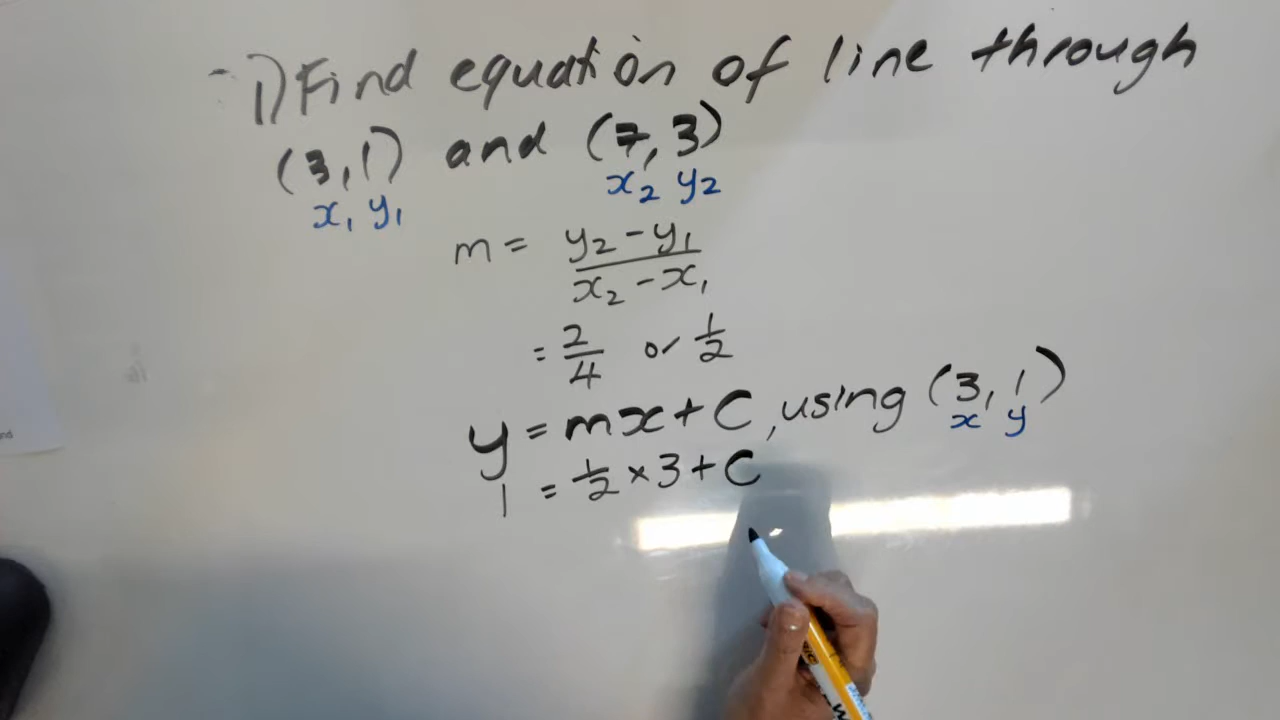 1) Find equation of line through
(3, 1) and (7, 3)
x₁ y₁ x₂ y₂
m = y₂ - y₁ / x₂ - x₁
= 2/4 or 1/2
y = mx + C, using (3, 1)
x y
1 = 1/2 × 3 + C